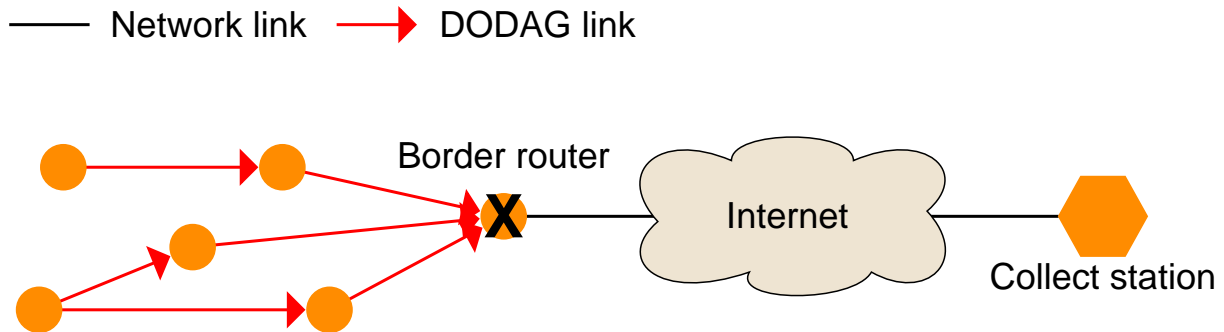 Network link
DODAG link
Border router
X
Internet
Collect station